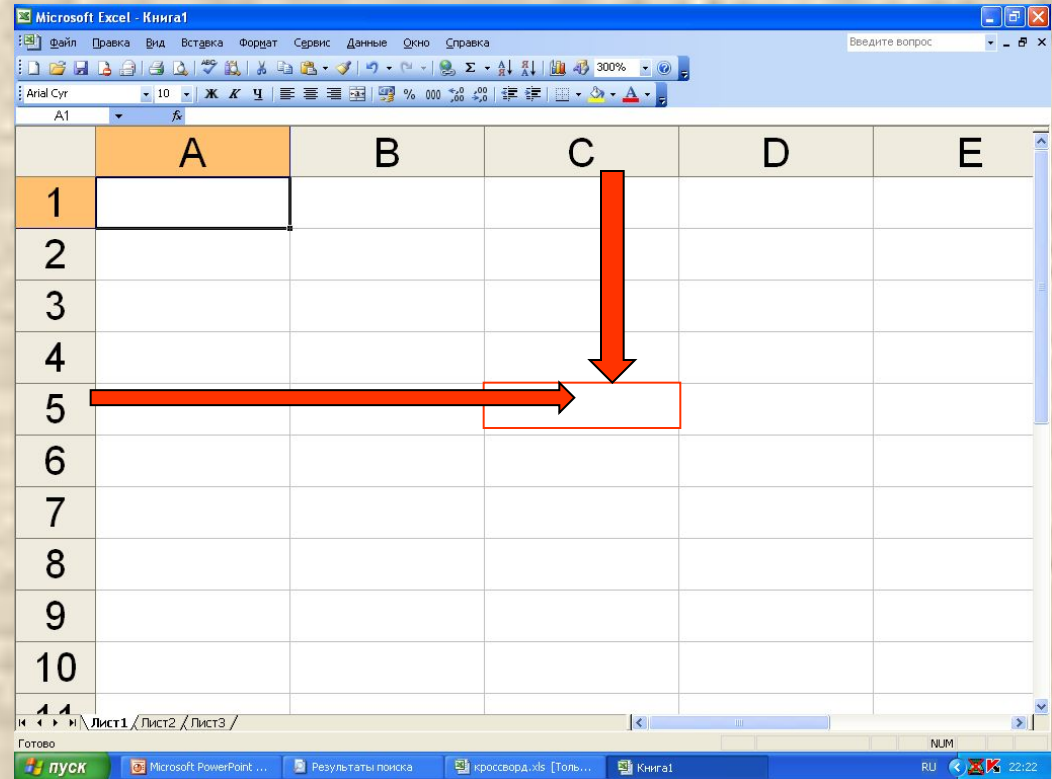 Microsoft Excel - Книга1
Файл Правка Вид Вставка Формат Сервис Данные Окно Справка Введите вопрос
300%
Arial Cyr 10 Ж К Ч % 000
A1 fx
A B C D E
1
2
3
4
5
6
7
8
9
10
11
Лист1 Лист2 Лист3
Готово NUM
пуск Microsoft PowerPoint ... Результаты поиска кроссворд.xls [Толь... Книга1 RU 22:22